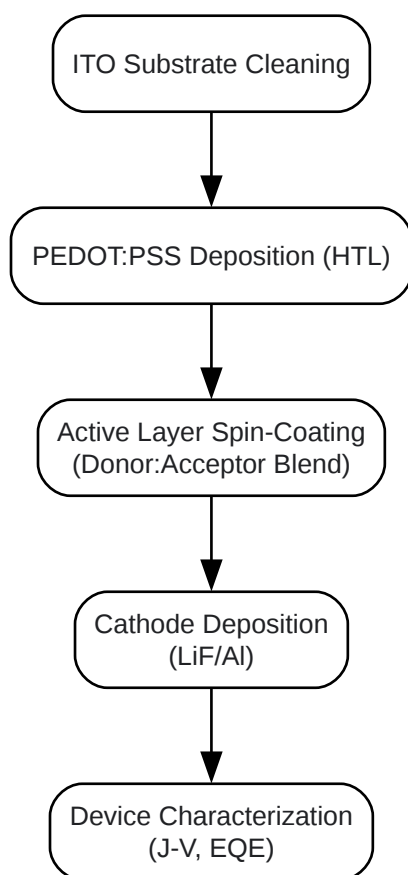 ITO Substrate Cleaning
PEDOT:PSS Deposition (HTL)
Active Layer Spin-Coating
(Donor:Acceptor Blend)
Cathode Deposition
(LiF/Al)
Device Characterization
(J-V, EQE)